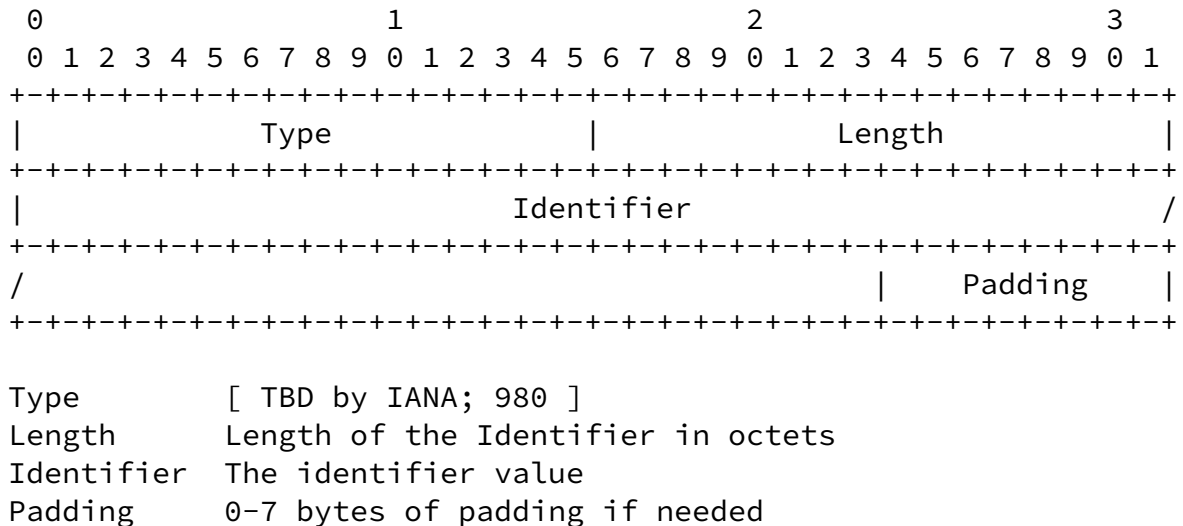 0                   1                   2                   3
 0 1 2 3 4 5 6 7 8 9 0 1 2 3 4 5 6 7 8 9 0 1 2 3 4 5 6 7 8 9 0 1
+-+-+-+-+-+-+-+-+-+-+-+-+-+-+-+-+-+-+-+-+-+-+-+-+-+-+-+-+-+-+-+-+
|             Type              |             Length            |
+-+-+-+-+-+-+-+-+-+-+-+-+-+-+-+-+-+-+-+-+-+-+-+-+-+-+-+-+-+-+-+-+
|                           Identifier                          /
+-+-+-+-+-+-+-+-+-+-+-+-+-+-+-+-+-+-+-+-+-+-+-+-+-+-+-+-+-+-+-+-+
/                                               |    Padding    |
+-+-+-+-+-+-+-+-+-+-+-+-+-+-+-+-+-+-+-+-+-+-+-+-+-+-+-+-+-+-+-+-+

Type        [ TBD by IANA; 980 ]
Length      Length of the Identifier in octets
Identifier  The identifier value
Padding     0-7 bytes of padding if needed